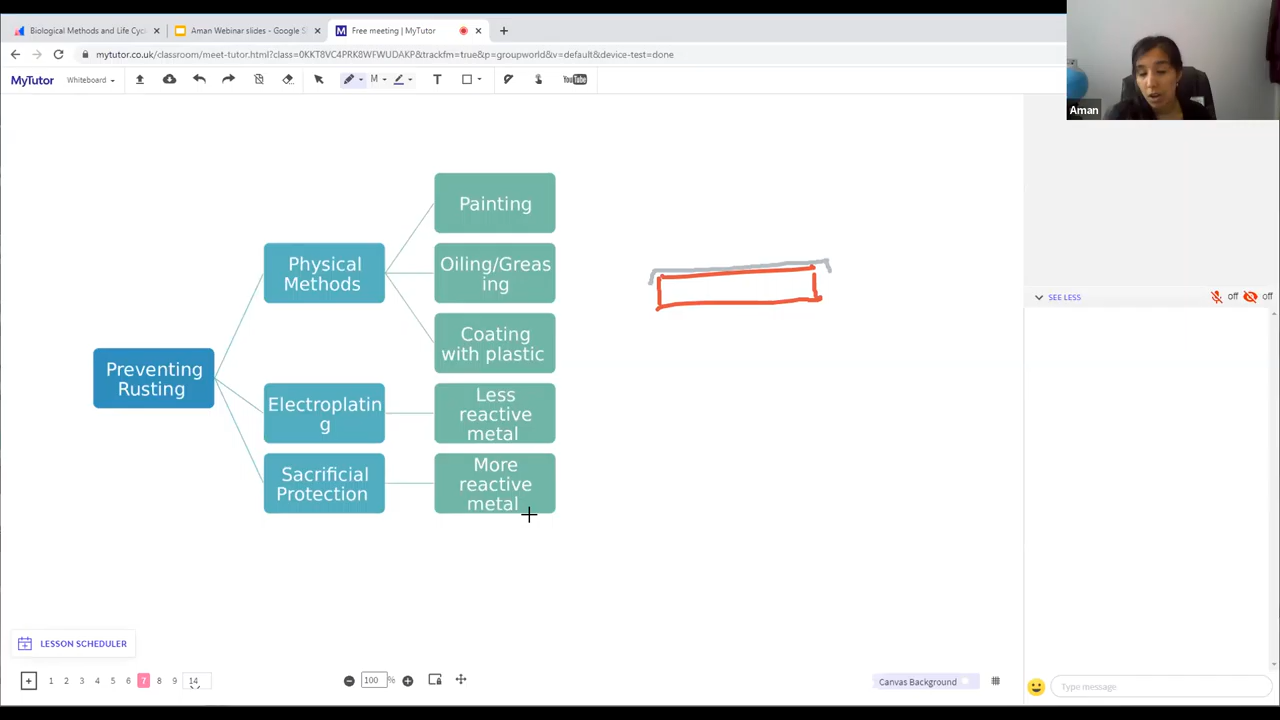 Biological Methods and Life Cyc
Aman Webinar slides - Google S
Free meeting | MyTutor
mytutor.co.uk/classroom/meet-tutor.html?class=0KKT8VC4PRK8WFWUDAKP&trackfm=true&p=groupworld&v=default&device-test=done
MyTutor
Whiteboard
M
T
You
Tube
Aman
Painting
Physical
Methods
Oiling/Greas
ing
Coating
with plastic
Preventing
Rusting
Electroplatin
g
Less
reactive
metal
Sacrificial
Protection
More
reactive
metal
SEE LESS
off
off
LESSON SCHEDULER
+ 1 2 3 4 5 6 7 8 9 14
100 %
Canvas Background
Type message